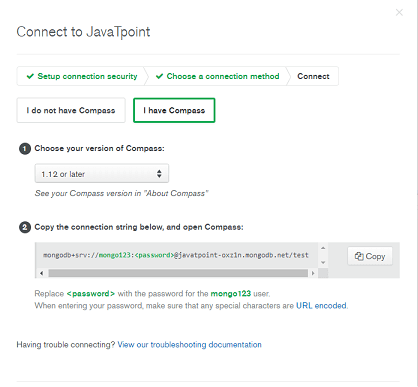 Connect to JavaTpoint
Setup connection security
Choose a connection method
Connect
I do not have Compass
I have Compass
1 Choose your version of Compass:
1.12 or later
See your Compass version in "About Compass"
2 Copy the connection string below, and open Compass:
mongodb+srv://mongo123:<password>@javatpoint-oxzln.mongodb.net/test
Copy
Replace <password> with the password for the mongo123 user.
When entering your password, make sure that any special characters are URL encoded.
Having trouble connecting? View our troubleshooting documentation